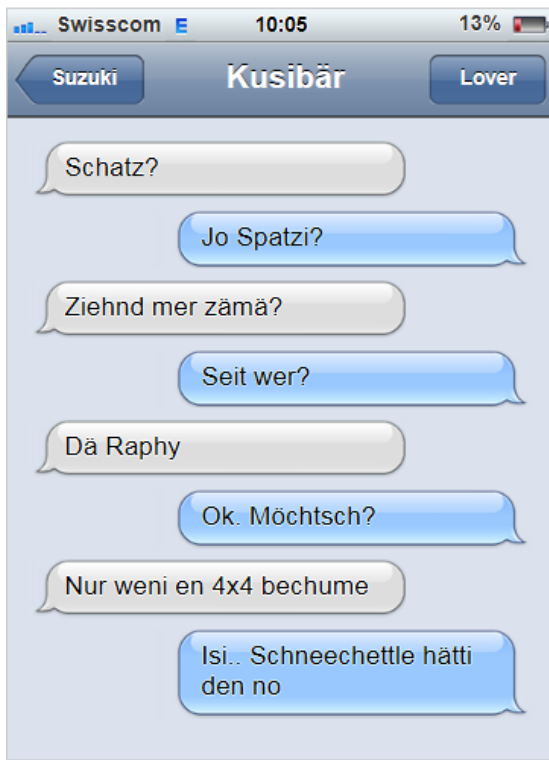 Swisscom E 10:05 13%
Suzuki Kusibär Lover
Schatz?
Jo Spatzi?
Ziehnd mer zämä?
Seit wer?
Dä Raphy
Ok. Möchtsch?
Nur weni en 4x4 bechume
Isi.. Schneechettle hätti
den no